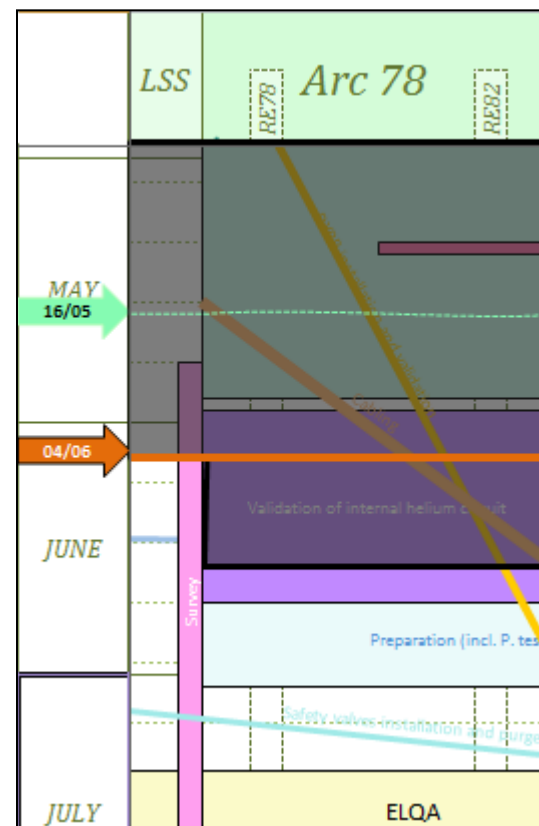 LSS
Arc 78
RE78
RE82
MAY
16/05
Cabling
04/06
Validation of internal helium circuit
JUNE
Survey
Preparation (incl. P. tes
Safety valves installation and purge
JULY
ELQA